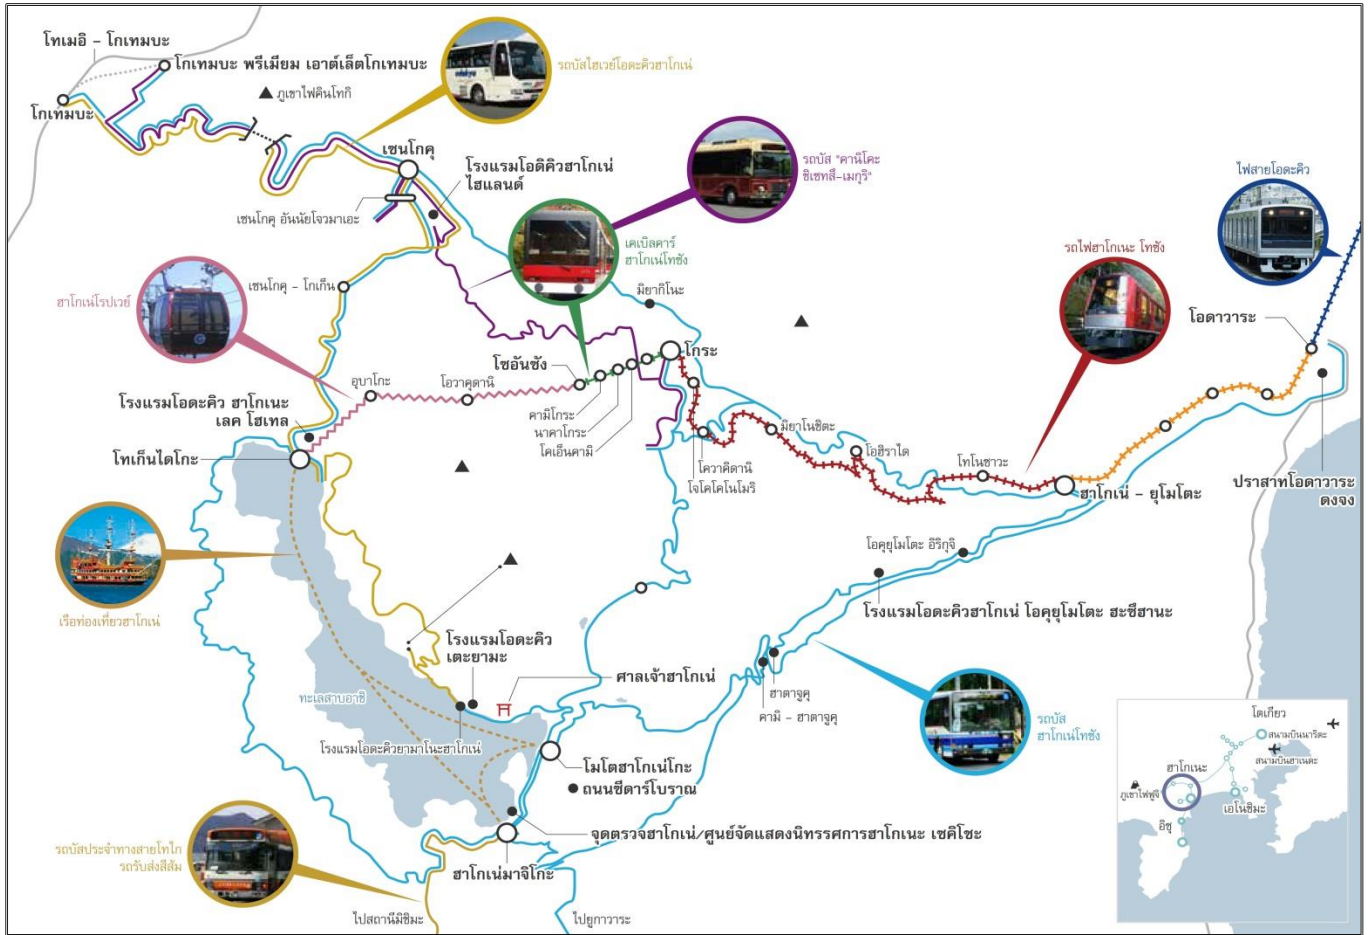 โทเมอิ – โกเทมบะ
โกเทมบะ พรีเมียม เอาต์เล็ตโกเทมบะ
รถบัสไฮเวย์โอดะคิวฮาโกเน่
ภูเขาไฟคินโทกิ
โกเทมบะ
เซนโกคุ
โรงแรมโอดิคิวฮาโกเน่
ไฮแลนด์
รถบัส "คานิโคะ
ชิเซทสึ-เมกุริ"
ไฟสายโอดะคิว
เซนโกคุ อันนัยโจวมาเอะ
เคเบิลคาร์
ฮาโกเน่โทซัง
รถไฟฮาโกเนะ โทซัง
ฮาโกเน่โรปเวย์
เซนโกคุ – โกเก็น
มิยากิโนะ
โอดาวาระ
โกระ
โซอันซัง
อุบาโกะ
โอวาคุดานิ
โรงแรมโอดะคิว ฮาโกเนะ
เลค โฮเทล
คามิโกระ
นาคาโกระ
โคเอ็นคามิ
มิยาโนชิตะ
โทเก็นไดโกะ
โควาคิดานิ
โจโคโคโนโมริ
โอฮิราได
โทโนซาวะ
ฮาโกเน่ – ยุโมโตะ
ปราสาทโอดาวาระ
ดงจง
โอคุยุโมโตะ อิริกุจิ
โรงแรมโอดะคิวฮาโกเน่ โอคุยุโมโตะ ฮะซึฮานะ
เรือท่องเที่ยวฮาโกเน่
โรงแรมโอดะคิว
เตะยามะ
ศาลเจ้าฮาโกเน่
ฮาตาจูคุ
คามิ – ฮาตาจูคุ
ทะเลสาบอาชิ
รถบัส
ฮาโกเน่โทซัง
โรงแรมโอดะคิวยามาโนะฮาโกเน่
โมโตฮาโกเน่โกะ
ถนนซีดาร์โบราณ
โตเกียว
สนามบินนาริตะ
สนามบินฮาเนดะ
ฮาโกเนะ
ภูเขาไฟฟูจิ
เอโนชิมะ
อิซุ
จุดตรวจฮาโกเน่/ศูนย์จัดแสดงนิทรรศการฮาโกเนะ เซคิโชะ
รถบัสประจำทางสายโทไก
รถรับส่งสีส้ม
ฮาโกเน่มาจิโกะ
ไปสถานีมิชิมะ
ไปยูกาวาระ